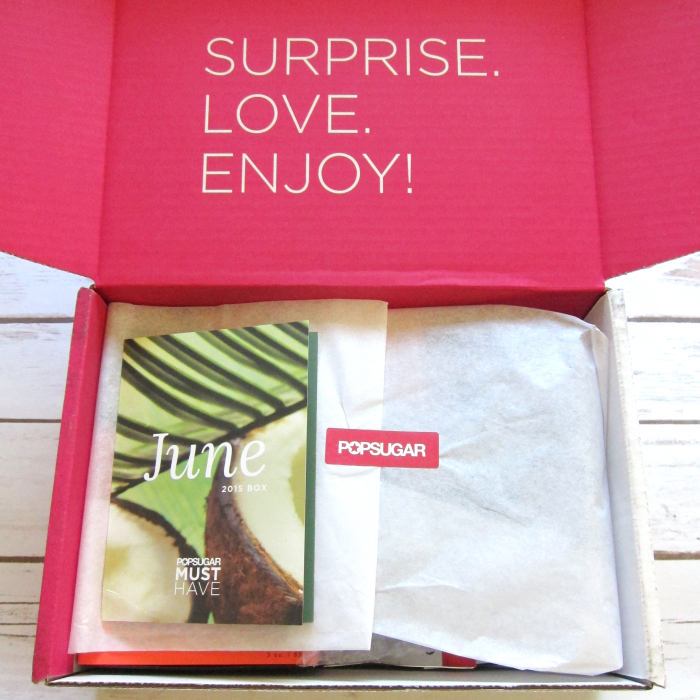 SURPRISE.
LOVE.
ENJOY!
June
2015 BOX
POPSUGAR
POPSUGAR
MUST
HAVE